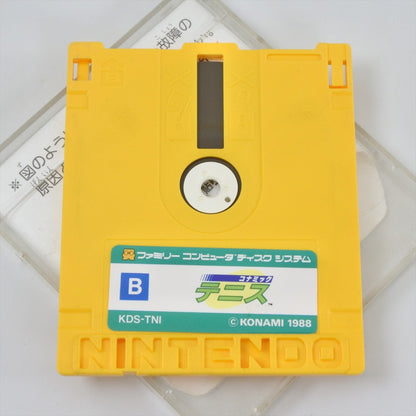 故障の
※図のように
原因
ファミリー コンピュータ ディスク システム
B
コナミック
テニス
KDS-TNI
© KONAMI 1988
NINTENDO